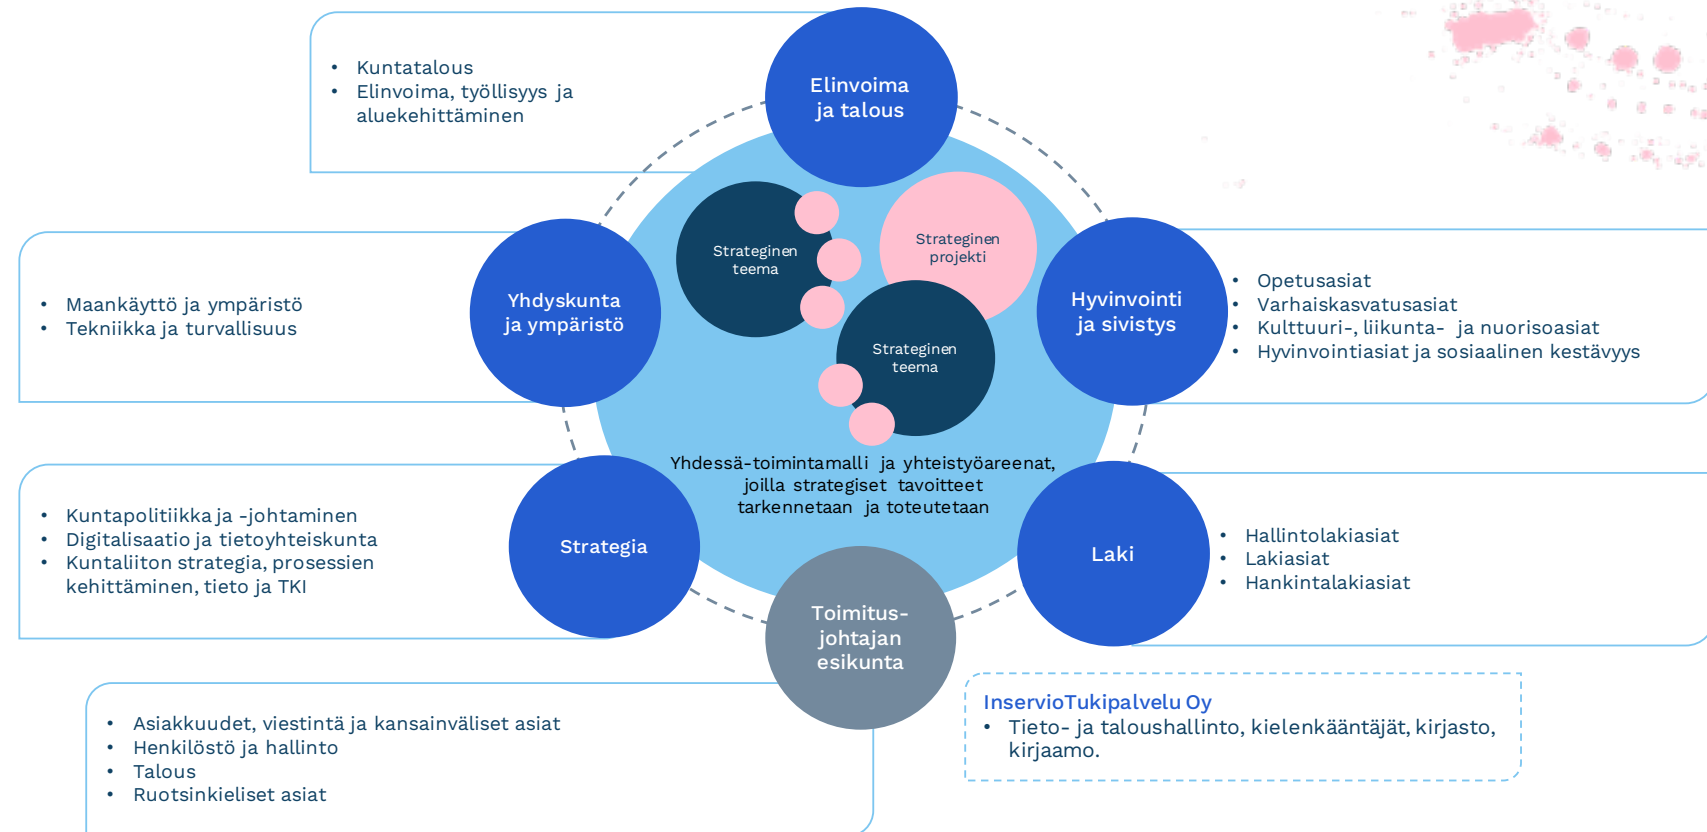 • Kuntatalous
• Elinvoima, työllisyys ja
aluekehittäminen
Elinvoima
ja talous
• Maankäyttö ja ympäristö
• Tekniikka ja turvallisuus
Yhdyskunta
ja ympäristö
Strateginen
teema
Strateginen
projekti
Strateginen
teema
Hyvinvointi
ja sivistys
• Opetusasiat
• Varhaiskasvatusasiat
• Kulttuuri-, liikunta- ja nuorisoasiat
• Hyvinvointiasiat ja sosiaalinen kestävyys
Yhdessä-toimintamalli ja yhteistyöareenat,
joilla strategiset tavoitteet
tarkennetaan ja toteutetaan
• Kuntapolitiikka ja -johtaminen
• Digitalisaatio ja tietoyhteiskunta
• Kuntaliiton strategia, prosessien
kehittäminen, tieto ja TKI
Strategia
Laki
• Hallintolakiasiat
• Lakiasiat
• Hankintalakiasiat
Toimitus-
johtajan
esikunta
• Asiakkuudet, viestintä ja kansainväliset asiat
• Henkilöstö ja hallinto
• Talous
• Ruotsinkieliset asiat
InservioTukipalvelu Oy
• Tieto- ja taloushallinto, kielenkääntäjät, kirjasto,
kirjaamo.